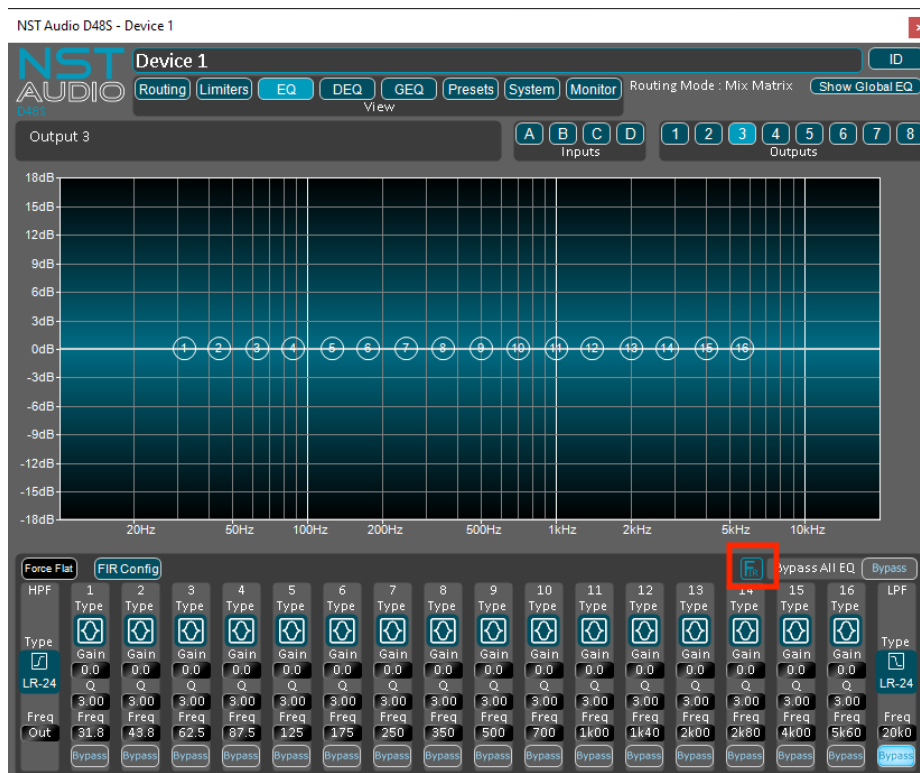 NST Audio D48S - Device 1
NST
AUDIO
D48S
Device 1
ID
Routing Limiters EQ DEQ GEQ Presets System Monitor
View
Routing Mode : Mix Matrix
Show Global EQ
Output 3
A B C D
Inputs
1 2 3 4 5 6 7 8
Outputs
18dB
15dB
12dB
9dB
6dB
3dB
0dB
-3dB
-6dB
-9dB
-12dB
-15dB
-18dB
1 2 3 4 5 6 7 8 9 10 11 12 13 14 15 16
20Hz 50Hz 100Hz 200Hz 500Hz 1kHz 2kHz 5kHz 10kHz
Force Flat FIR Config FIR Bypass All EQ Bypass
HPF 1 2 3 4 5 6 7 8 9 10 11 12 13 14 15 16 LPF
Type Type Type Type Type Type Type Type Type Type Type Type Type Type Type Type
Type Type
Gain Gain Gain Gain Gain Gain Gain Gain Gain Gain Gain Gain Gain Gain Gain Gain
0.0 0.0 0.0 0.0 0.0 0.0 0.0 0.0 0.0 0.0 0.0 0.0 0.0 0.0 0.0 0.0
LR-24 Q Q Q Q Q Q Q Q Q Q Q Q Q Q Q Q LR-24
3.00 3.00 3.00 3.00 3.00 3.00 3.00 3.00 3.00 3.00 3.00 3.00 3.00 3.00 3.00 3.00
Freq Freq Freq Freq Freq Freq Freq Freq Freq Freq Freq Freq Freq Freq Freq Freq Freq Freq
Out 31.8 43.8 62.5 87.5 125 175 250 350 500 700 1k00 1k40 2k00 2k80 4k00 5k60 20k0
Bypass Bypass Bypass Bypass Bypass Bypass Bypass Bypass Bypass Bypass Bypass Bypass Bypass Bypass Bypass Bypass Bypass